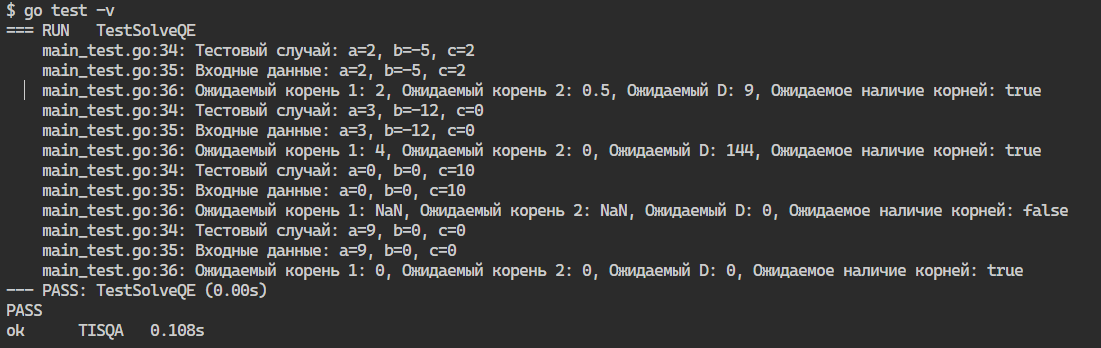 $ go test -v
=== RUN   TestSolveQE
    main_test.go:34: Тестовый случай: a=2, b=-5, c=2
    main_test.go:35: Входные данные: a=2, b=-5, c=2
    main_test.go:36: Ожидаемый корень 1: 2, Ожидаемый корень 2: 0.5, Ожидаемый D: 9, Ожидаемое наличие корней: true
    main_test.go:34: Тестовый случай: a=3, b=-12, c=0
    main_test.go:35: Входные данные: a=3, b=-12, c=0
    main_test.go:36: Ожидаемый корень 1: 4, Ожидаемый корень 2: 0, Ожидаемый D: 144, Ожидаемое наличие корней: true
    main_test.go:34: Тестовый случай: a=0, b=0, c=10
    main_test.go:35: Входные данные: a=0, b=0, c=10
    main_test.go:36: Ожидаемый корень 1: NaN, Ожидаемый корень 2: NaN, Ожидаемый D: 0, Ожидаемое наличие корней: false
    main_test.go:34: Тестовый случай: a=9, b=0, c=0
    main_test.go:35: Входные данные: a=9, b=0, c=0
    main_test.go:36: Ожидаемый корень 1: 0, Ожидаемый корень 2: 0, Ожидаемый D: 0, Ожидаемое наличие корней: true
--- PASS: TestSolveQE (0.00s)
PASS
ok      TISQA   0.108s